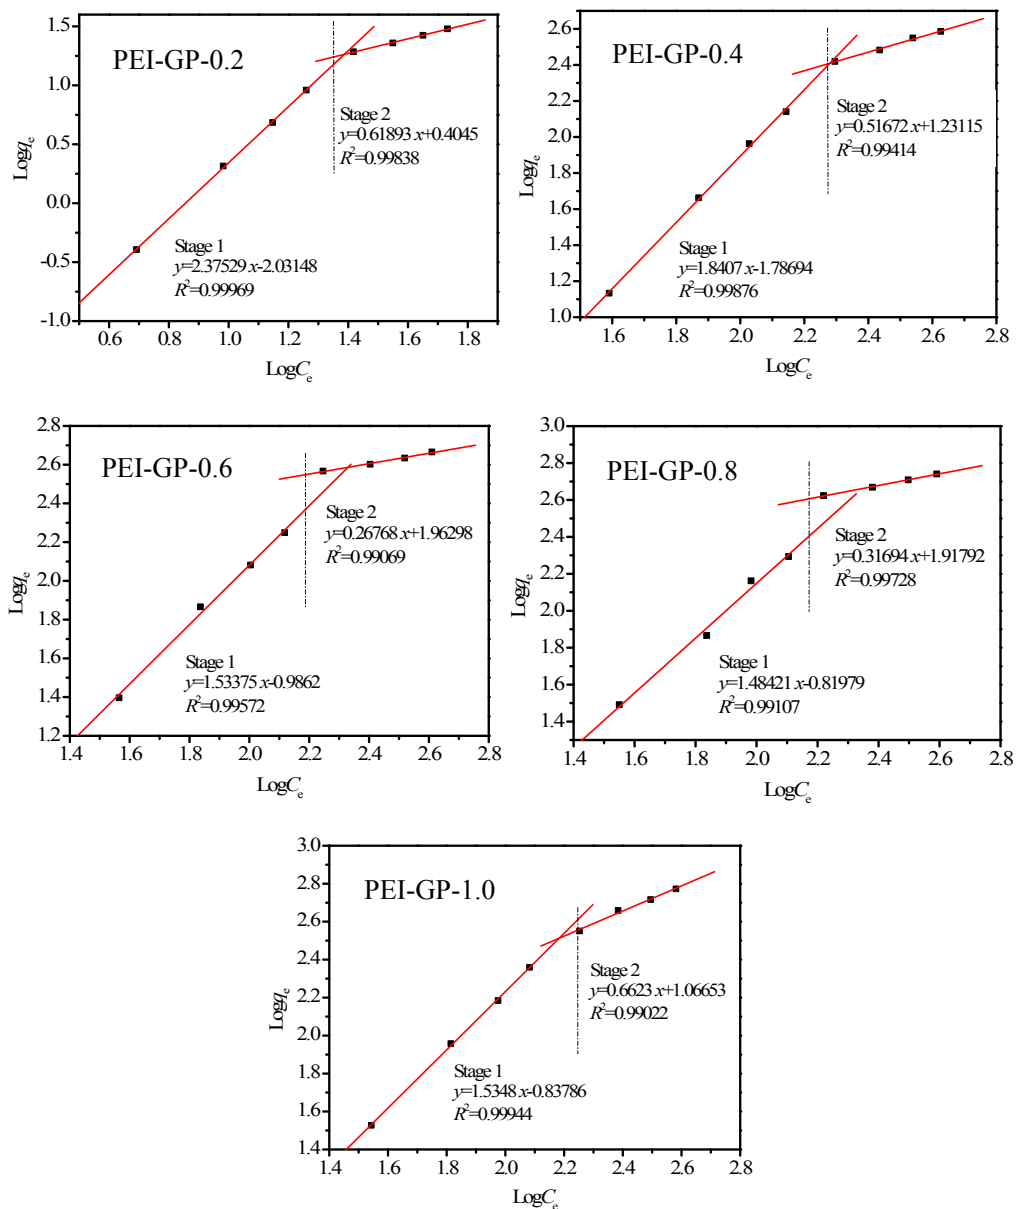 PEI-GP-0.2
Stage 2
y=0.61893 x+0.4045
R²=0.99838
Stage 1
y=2.37529 x-2.03148
R²=0.99969
1.5
1.0
0.5
0.0
-0.5
-1.0
0.6 0.8 1.0 1.2 1.4 1.6 1.8
Logqe
LogCe
PEI-GP-0.4
Stage 2
y=0.51672 x+1.23115
R²=0.99414
Stage 1
y=1.8407 x-1.78694
R²=0.99876
2.6
2.4
2.2
2.0
1.8
1.6
1.4
1.2
1.0
1.6 1.8 2.0 2.2 2.4 2.6 2.8
Logqe
LogCe
PEI-GP-0.6
Stage 2
y=0.26768 x+1.96298
R²=0.99069
Stage 1
y=1.53375 x-0.9862
R²=0.99572
2.8
2.6
2.4
2.2
2.0
1.8
1.6
1.4
1.2
1.4 1.6 1.8 2.0 2.2 2.4 2.6 2.8
Logqe
LogCe
PEI-GP-0.8
Stage 2
y=0.31694 x+1.91792
R²=0.99728
Stage 1
y=1.48421 x-0.81979
R²=0.99107
3.0
2.8
2.6
2.4
2.2
2.0
1.8
1.6
1.4
1.4 1.6 1.8 2.0 2.2 2.4 2.6 2.8
Logqe
LogCe
PEI-GP-1.0
Stage 2
y=0.6623 x+1.06653
R²=0.99022
Stage 1
y=1.5348 x-0.83786
R²=0.99944
3.0
2.8
2.6
2.4
2.2
2.0
1.8
1.6
1.4
1.4 1.6 1.8 2.0 2.2 2.4 2.6 2.8
Logqe
LogCe